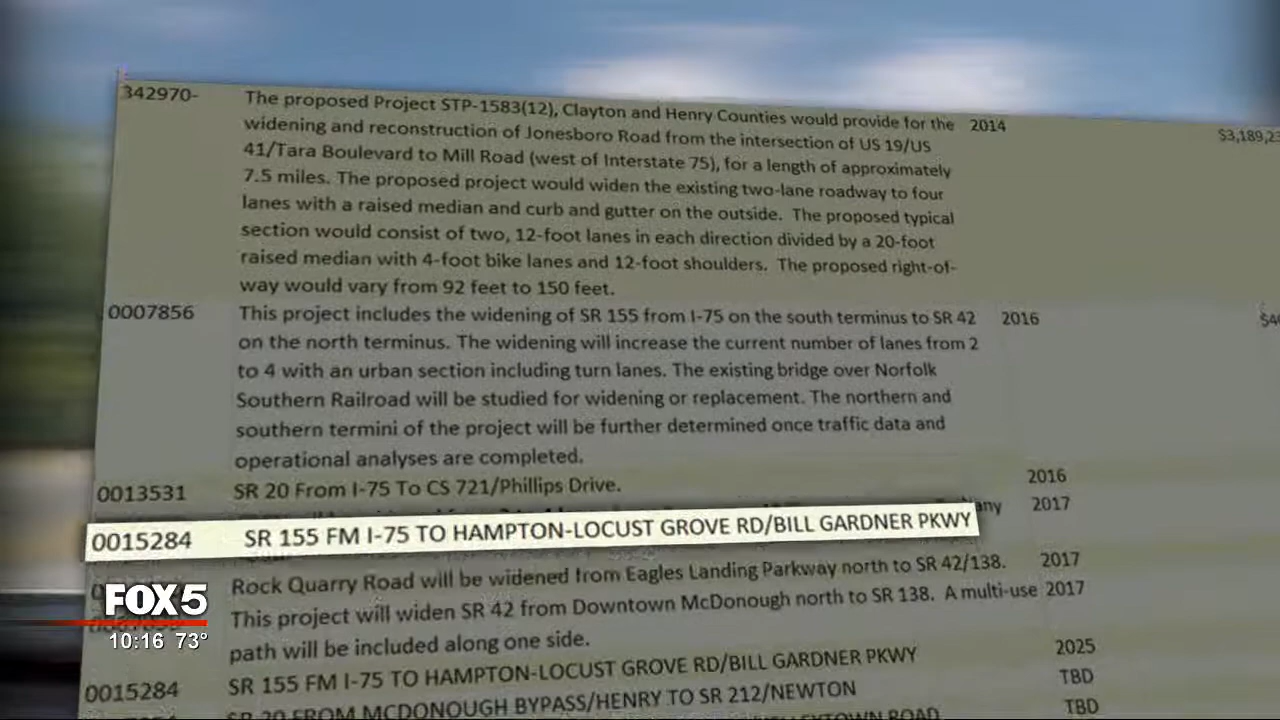 342970-
The proposed Project STP-1583(12), Clayton and Henry Counties would provide for the 2014
widening and reconstruction of Jonesboro Road from the intersection of US 19/US
41/Tara Boulevard to Mill Road (west of Interstate 75), for a length of approximately
7.5 miles. The proposed project would widen the existing two-lane roadway to four
lanes with a raised median and curb and gutter on the outside. The proposed typical
section would consist of two, 12-foot lanes in each direction divided by a 20-foot
raised median with 4-foot bike lanes and 12-foot shoulders. The proposed right-of-
way would vary from 92 feet to 150 feet.
$3,189,2
0007856 This project includes the widening of SR 155 from I-75 on the south terminus to SR 42 2016
on the north terminus. The widening will increase the current number of lanes from 2
to 4 with an urban section including turn lanes. The existing bridge over Norfolk
Southern Railroad will be studied for widening or replacement. The northern and
southern termini of the project will be further determined once traffic data and
operational analyses are completed.
0013531 SR 20 From I-75 To CS 721/Phillips Drive. 2016
2017
0015284 SR 155 FM I-75 TO HAMPTON-LOCUST GROVE RD/BILL GARDNER PKWY
Rock Quarry Road will be widened from Eagles Landing Parkway north to SR 42/138. 2017
This project will widen SR 42 from Downtown McDonough north to SR 138. A multi-use 2017
path will be included along one side.
0015284 SR 155 FM I-75 TO HAMPTON-LOCUST GROVE RD/BILL GARDNER PKWY 2025
SR 20 FROM MCDONOUGH BYPASS/HENRY TO SR 212/NEWTON TBD
ROAD TBD
FOX 5
10:16 73°